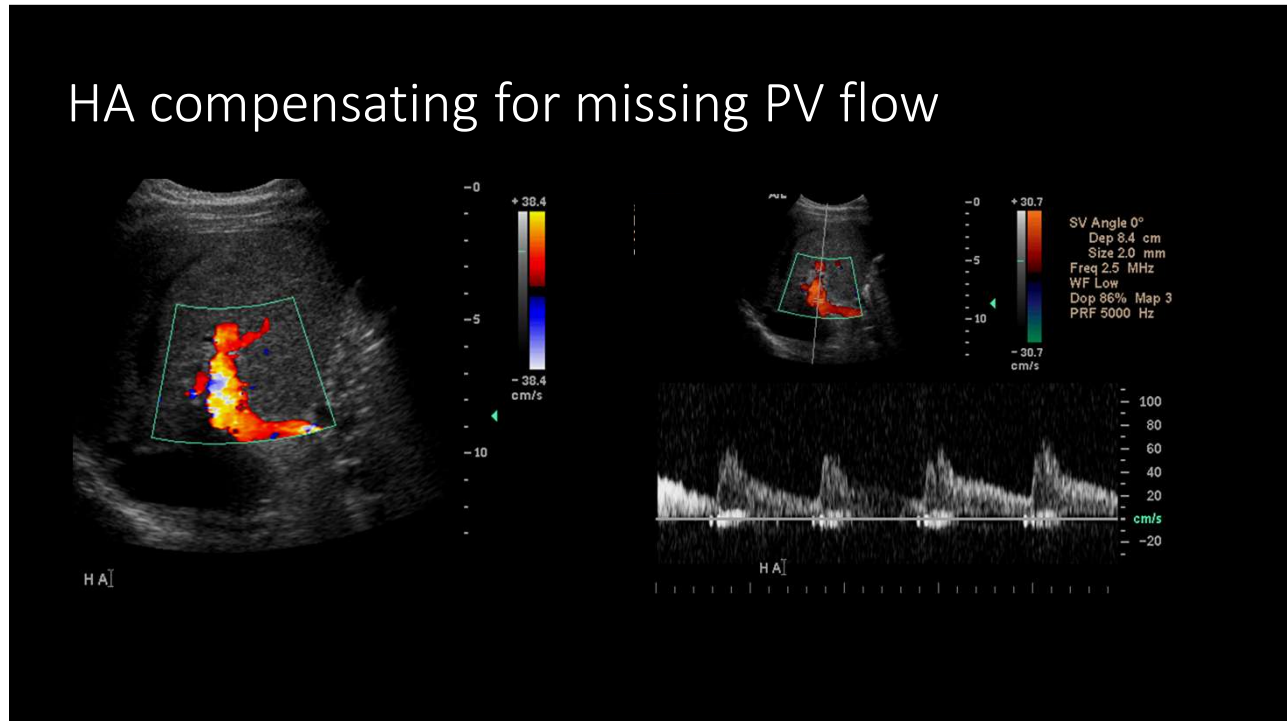 HA compensating for missing PV flow
0
5
10
+ 38.4
- 38.4
cm/s
H A
0
5
10
+ 30.7
- 30.7
cm/s
SV Angle 0°
Dep 8.4 cm
Size 2.0 mm
Freq 2.5 MHz
WF Low
Dop 86% Map 3
PRF 5000 Hz
100
80
60
40
20
cm/s
-20
H A